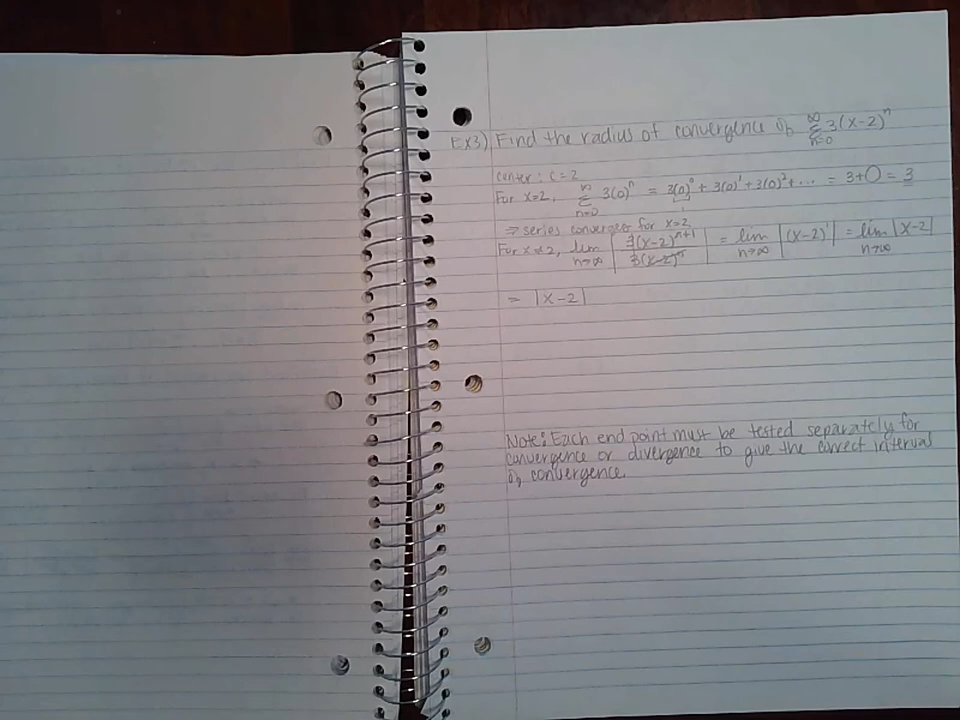 Ex3) Find the radius of convergence of ∞ Σ n=0 3(x-2)^n
Center: C=2
For x=2, ∞ Σ n=0 3(0)^n = 3(0)^0 + 3(0)^1 + 3(0)^2 + ... = 3+0 = 3
⇒ series converges for x=2
For x≠2, lim n→∞ |3(x-2)^{n+1} / 3(x-2)^n| = lim n→∞ |(x-2)^1| = lim n→∞ |x-2|
= |x-2|
Note: Each end point must be tested separately for
convergence or divergence to give the correct interval
of convergence.